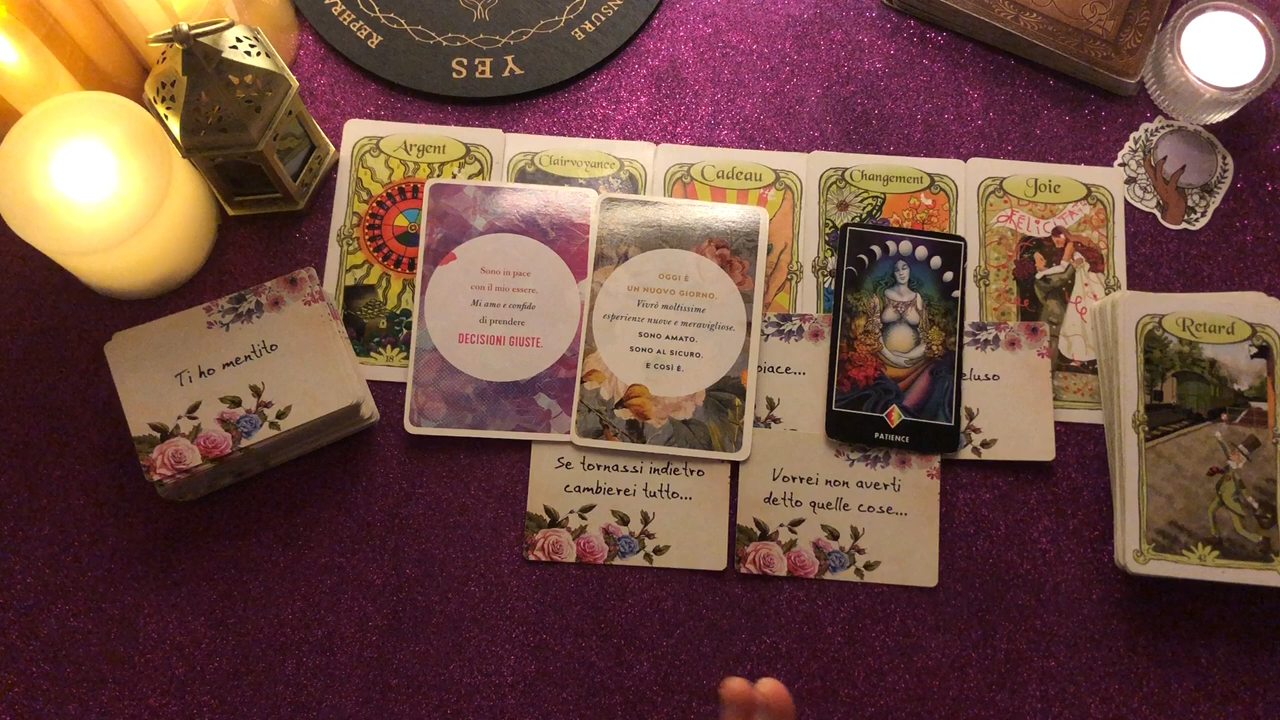 YES
Argent
Clairvoyance
Cadeau
Changement
Joie
Retard
Sono in pace
con il mio essere.
Mi amo e confido
di prendere
DECISIONI GIUSTE.
OGGI È
UN NUOVO GIORNO.
Vivrò moltissime
esperienze nuove e meravigliose.
SONO AMATO.
SONO AL SICURO.
E COSÌ È.
PATIENCE
Ti ho mentito
Se tornassi indietro
cambierei tutto...
Vorrei non averti
detto quelle cose...
18